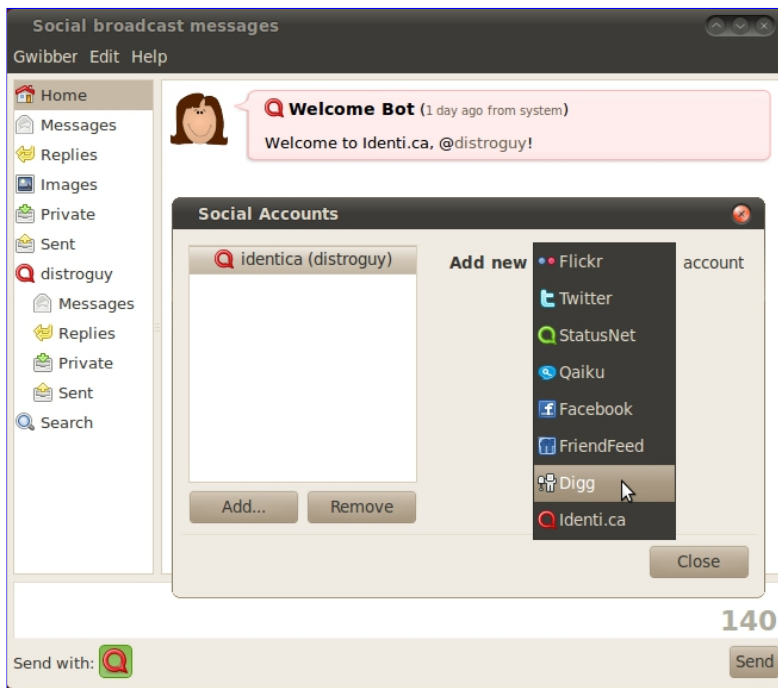 Social broadcast messages
Gwibber Edit Help
Home
Messages
Replies
Images
Private
Sent
distroguy
Messages
Replies
Private
Sent
Search
Welcome Bot (1 day ago from system)
Welcome to Identi.ca, @distroguy!
Social Accounts
identica (distroguy)
Add... Remove
Add new
Flickr
Twitter
StatusNet
Qaiku
Facebook
FriendFeed
Digg
Identi.ca
account
Close
140
Send with:
Send